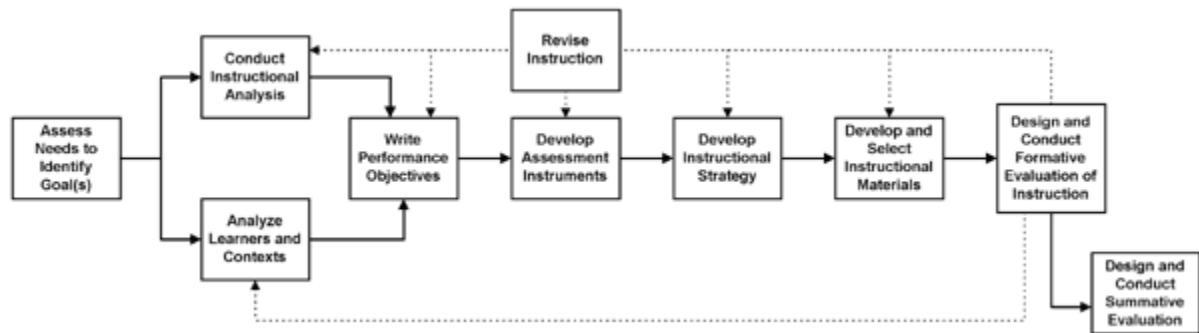 Assess
Needs to
Identify
Goal(s)
Conduct
Instructional
Analysis
Analyze
Learners and
Contexts
Revise
Instruction
Write
Performance
Objectives
Develop
Assessment
Instruments
Develop
Instructional
Strategy
Develop and
Select
Instructional
Materials
Design and
Conduct
Formative
Evaluation of
Instruction
Design and
Conduct
Summative
Evaluation